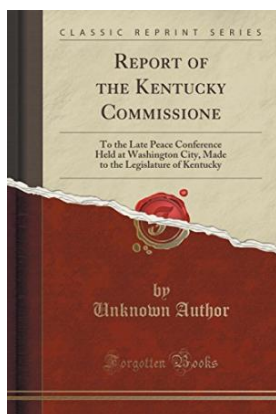 CLASSIC REPRINT SERIES
REPORT OF
THE KENTUCKY
COMMISSIONE
To the Late Peace Conference
Held at Washington City, Made
to the Legislature of Kentucky
by
Unknown Author
Forgotten Books